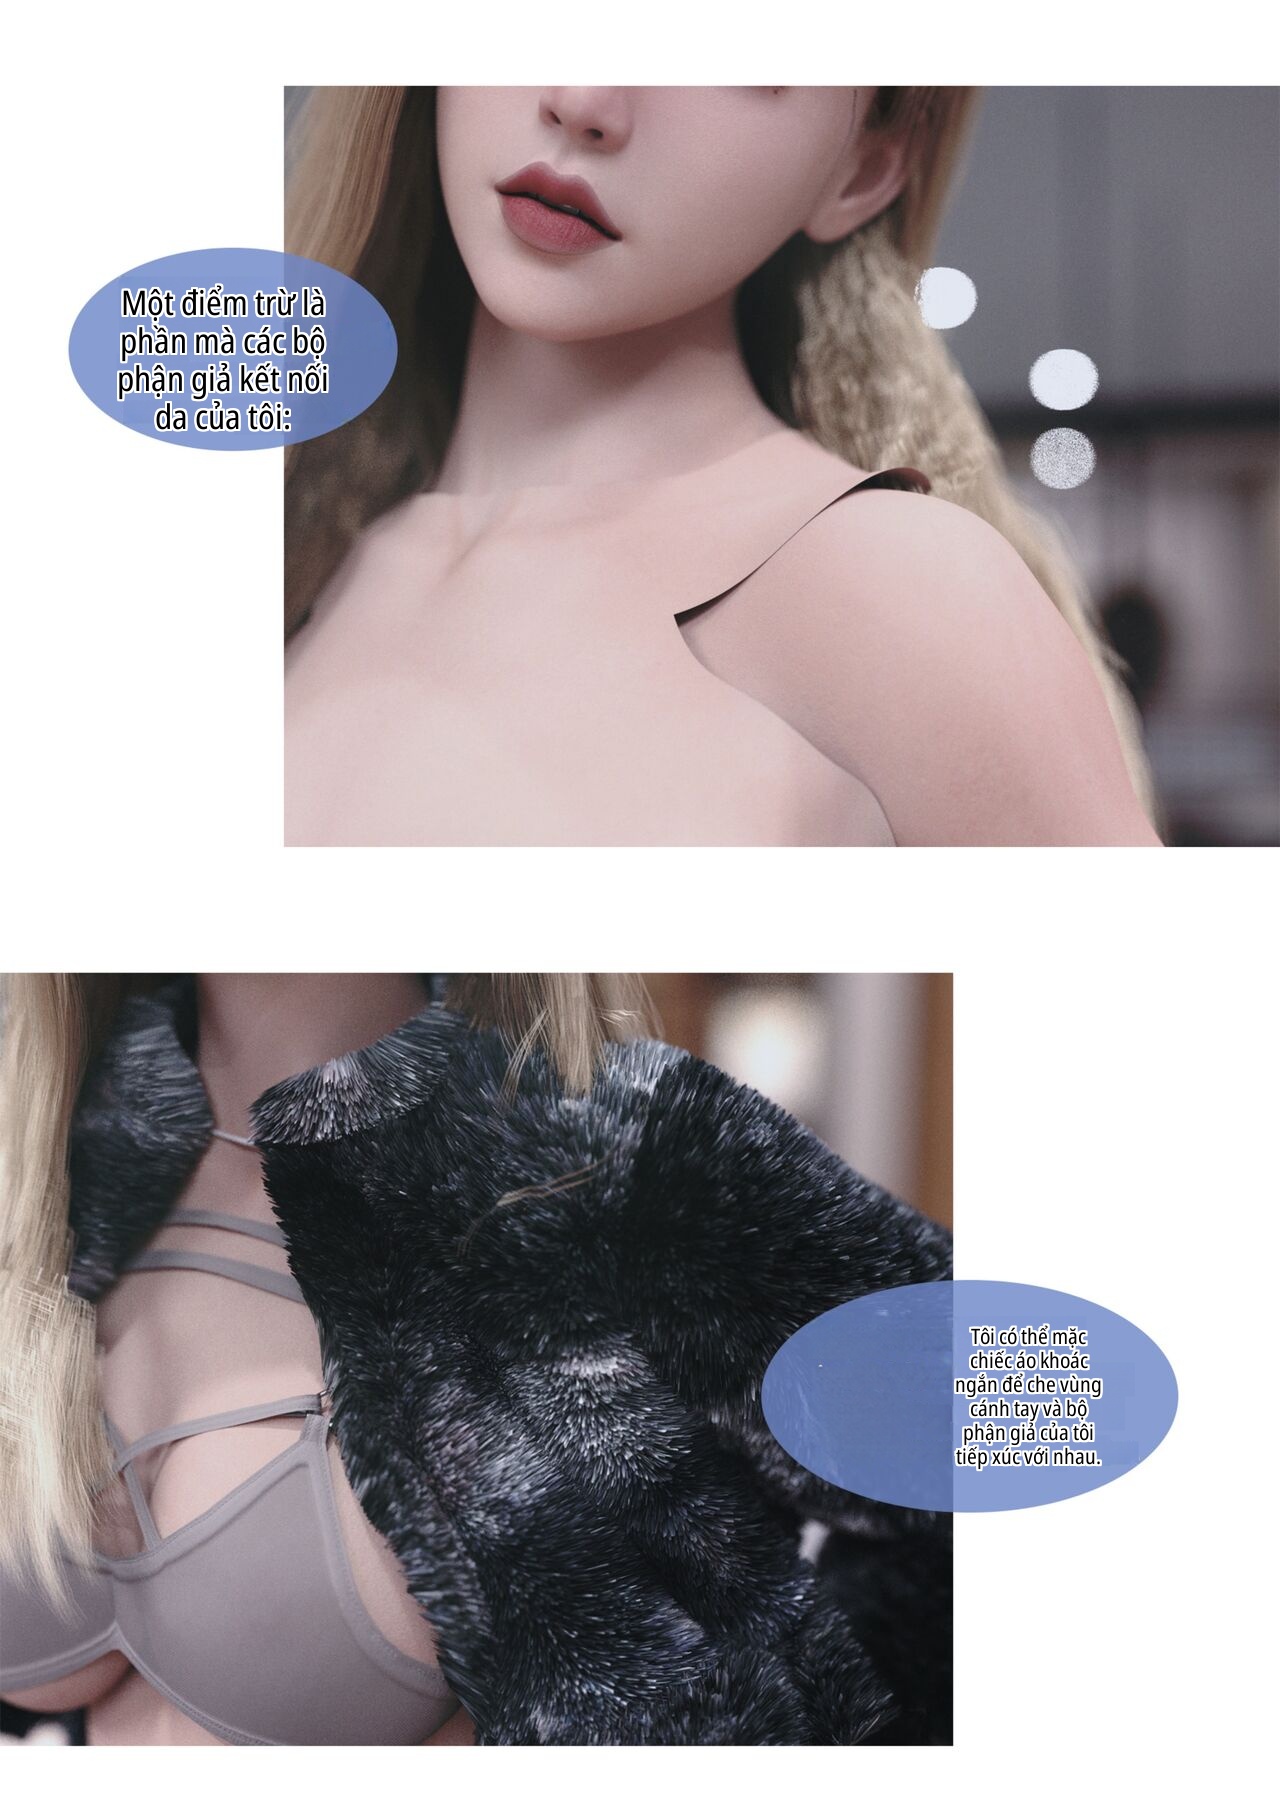 Một điểm trừ là
phần mà các bộ
phận giả kết nối
da của tôi:
Tôi có thể mặc
chiếc áo khoác
ngắn để che vùng
cánh tay và bộ
phận giả của tôi
tiếp xúc với nhau.